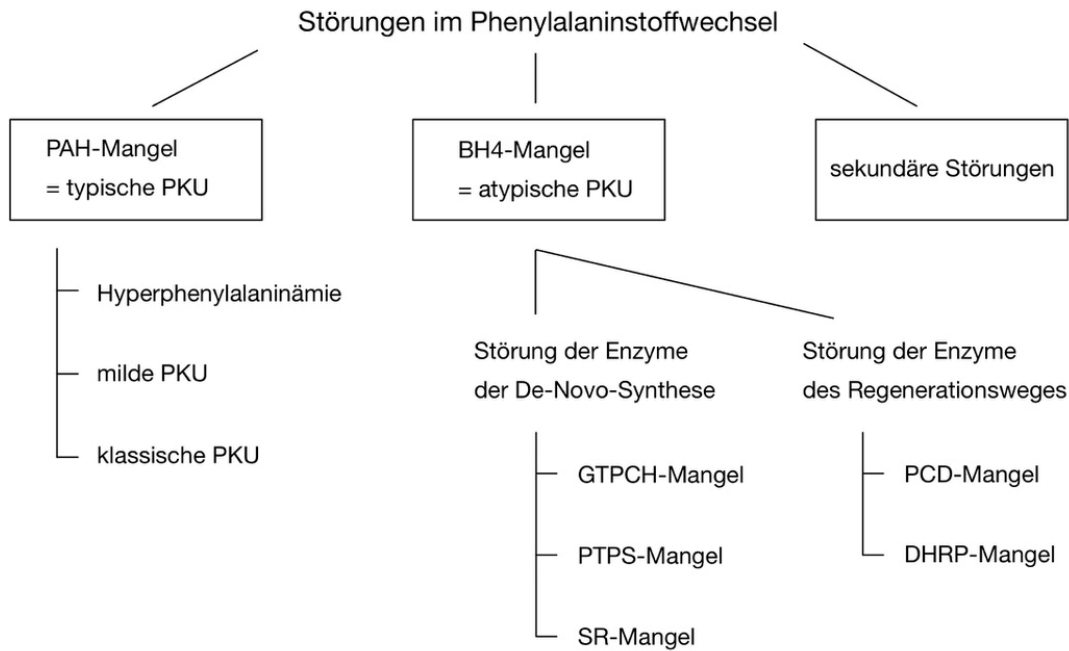 Störungen im Phenylalaninstoffwechsel
PAH-Mangel
= typische PKU
BH4-Mangel
= atypische PKU
sekundäre Störungen
Hyperphenylalaninämie
milde PKU
klassische PKU
Störung der Enzyme
der De-Novo-Synthese
GTPCH-Mangel
PTPS-Mangel
SR-Mangel
Störung der Enzyme
des Regenerationsweges
PCD-Mangel
DHRP-Mangel